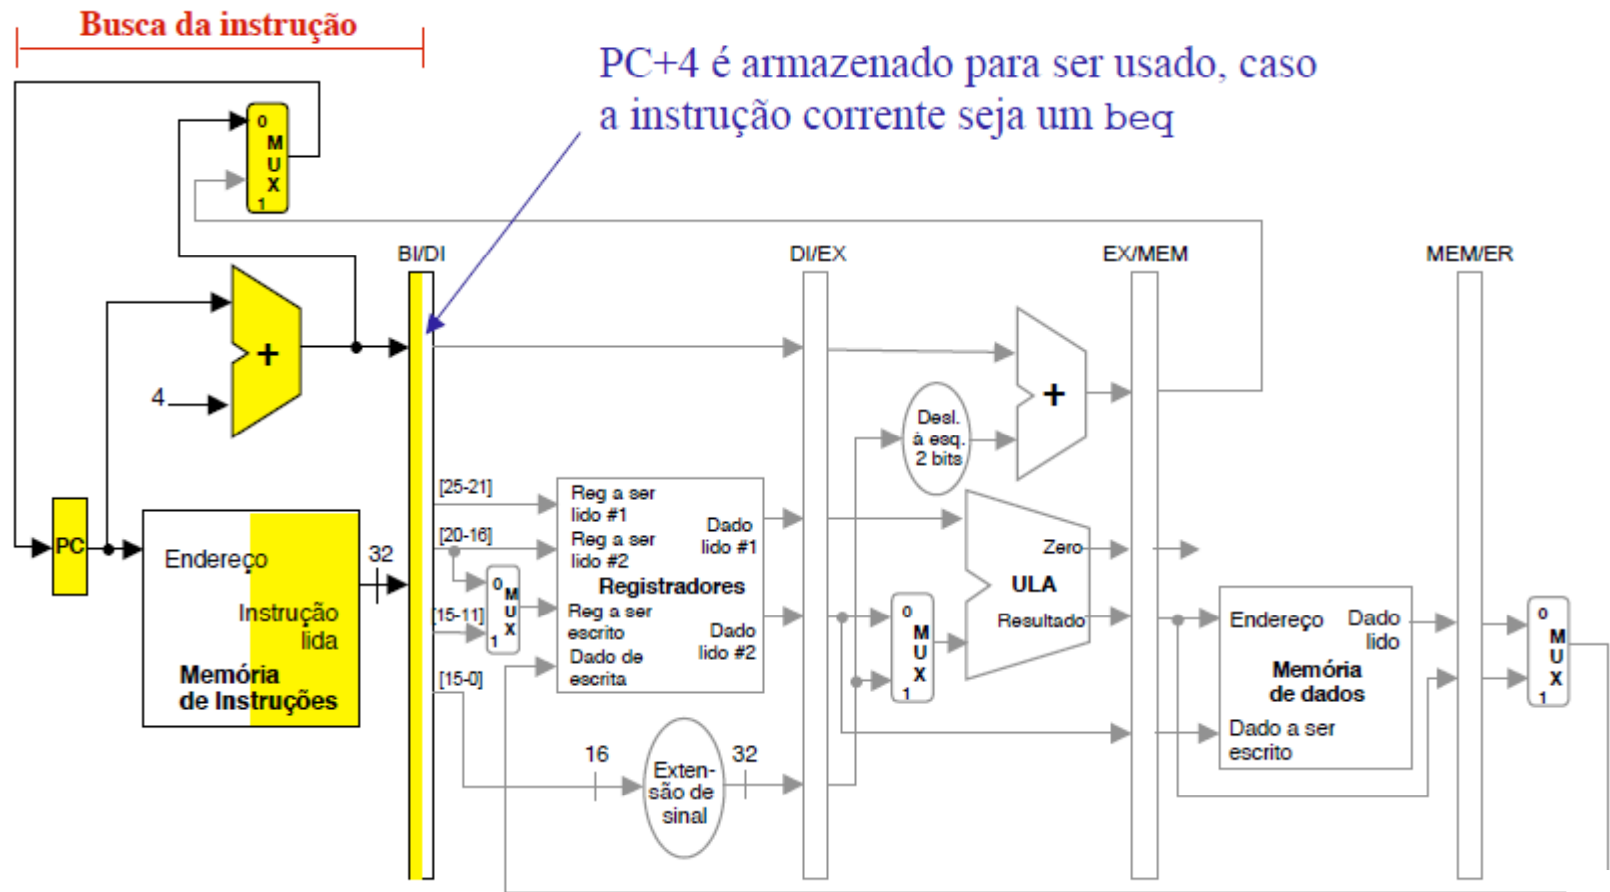 Busca da instrução
PC+4 é armazenado para ser usado, caso
a instrução corrente seja um beq
0
M
U
X
1
BI/DI
DI/EX
EX/MEM
MEM/ER
+
4
+
Desl.
à esq.
2 bits
PC
Endereço
Instrução
lida
Memória
de Instruções
32
[25-21]
[20-16]
[15-11]
[15-0]
0
M
U
X
1
Reg a ser
lido #1
Reg a ser
lido #2
Registradores
Reg a ser
escrito
Dado de
escrita
Dado
lido #1
Dado
lido #2
16
Exten-
são de
sinal
32
0
M
U
X
1
Zero
ULA
Resultado
Endereço
Dado
lido
Memória
de dados
Dado a ser
escrito
0
M
U
X
1